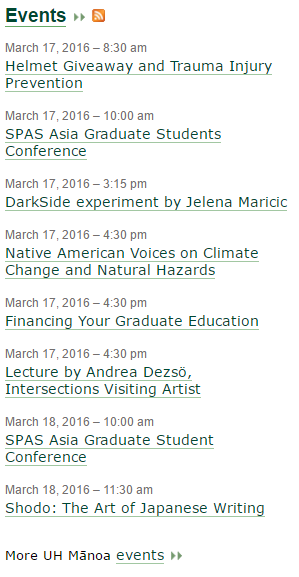 Events
March 17, 2016 – 8:30 am
Helmet Giveaway and Trauma Injury
Prevention
March 17, 2016 – 10:00 am
SPAS Asia Graduate Students
Conference
March 17, 2016 – 3:15 pm
DarkSide experiment by Jelena Maricic
March 17, 2016 – 4:30 pm
Native American Voices on Climate
Change and Natural Hazards
March 17, 2016 – 4:30 pm
Financing Your Graduate Education
March 17, 2016 – 4:30 pm
Lecture by Andrea Dezsö,
Intersections Visiting Artist
March 18, 2016 – 10:00 am
SPAS Asia Graduate Student
Conference
March 18, 2016 – 11:30 am
Shodo: The Art of Japanese Writing
More UH Mānoa events